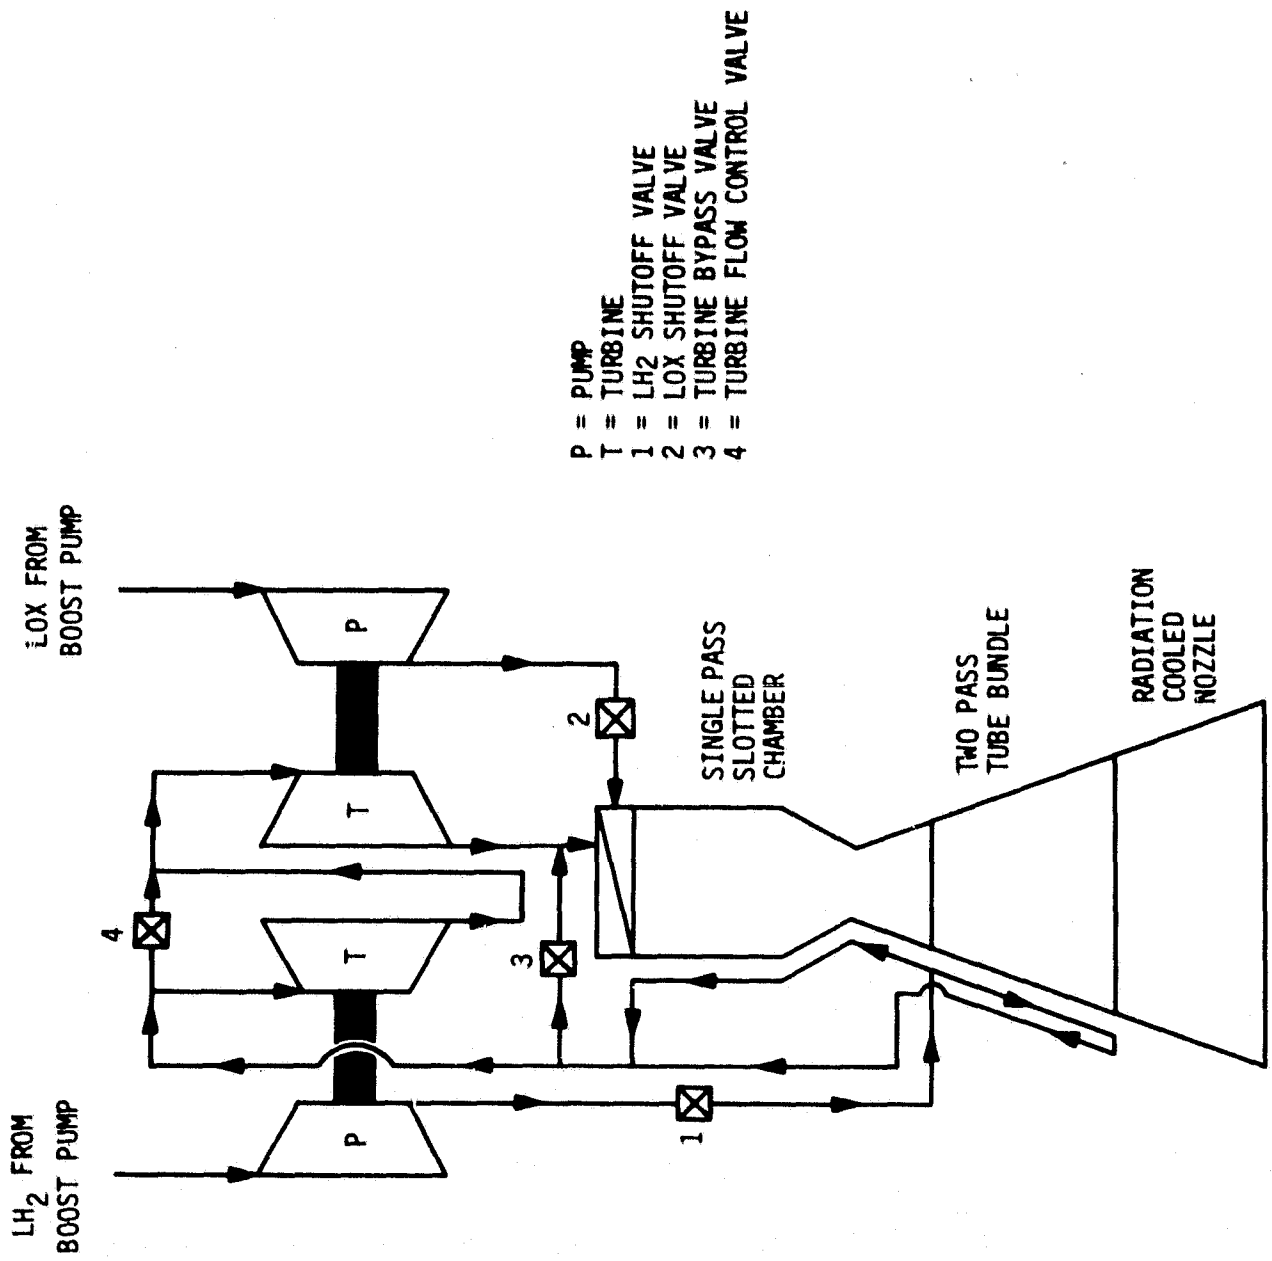 LH2 FROM
BOOST PUMP
LOX FROM
BOOST PUMP
4
P
T
T
P
3
2
1
SINGLE PASS
SLOTTED
CHAMBER
TWO PASS
TUBE BUNDLE
RADIATION
COOLED
NOZZLE
P = PUMP
T = TURBINE
1 = LH2 SHUTOFF VALVE
2 = LOX SHUTOFF VALVE
3 = TURBINE BYPASS VALVE
4 = TURBINE FLOW CONTROL VALVE